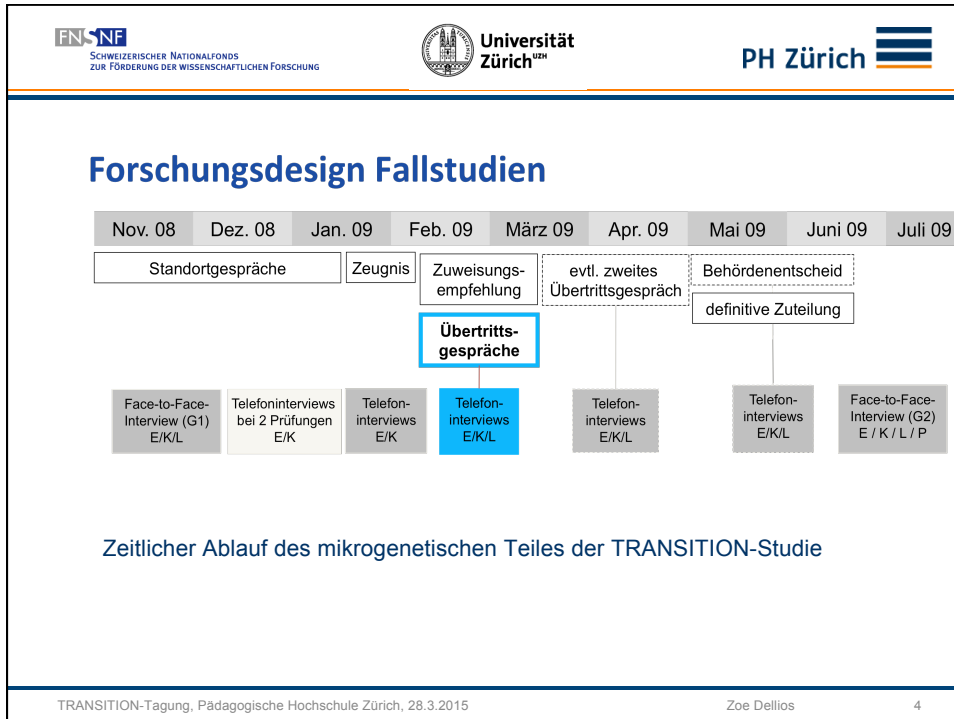 FNSNF
SCHWEIZERISCHER NATIONALFONDS
ZUR FÖRDERUNG DER WISSENSCHAFTLICHEN FORSCHUNG
Universität
Zürich UZH
PH Zürich
Forschungsdesign Fallstudien
Nov. 08 Dez. 08 Jan. 09 Feb. 09 März 09 Apr. 09 Mai 09 Juni 09 Juli 09
Standortgespräche
Zeugnis
Zuweisungs-
empfehlung
evtl. zweites
Übertrittsgespräch
Behördenentscheid
definitive Zuteilung
Übertritts-
gespräche
Face-to-Face-
Interview (G1)
E/K/L
Telefoninterviews
bei 2 Prüfungen
E/K
Telefon-
interviews
E/K
Telefon-
interviews
E/K/L
Telefon-
interviews
E/K/L
Telefon-
interviews
E/K/L
Face-to-Face-
Interview (G2)
E / K / L / P
Zeitlicher Ablauf des mikrogenetischen Teiles der TRANSITION-Studie
TRANSITION-Tagung, Pädagogische Hochschule Zürich, 28.3.2015 Zoe Dellios 4